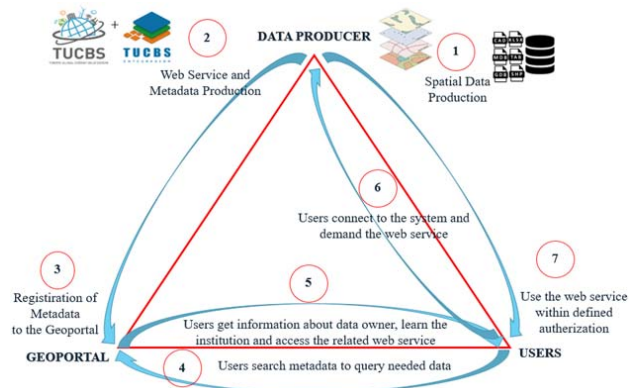 TUCBS
+
TUCBS
2
Web Service and
Metadata Production
DATA PRODUCER
1
Spatial Data
Production
6
Users connect to the system and
demand the web service
3
Registiration of
Metadata
to the Geoportal
5
Users get information about data owner, learn the
institution and access the related web service
7
Use the web service
within defined
autherization
GEOPORTAL
4
Users search metadata to query needed data
USERS